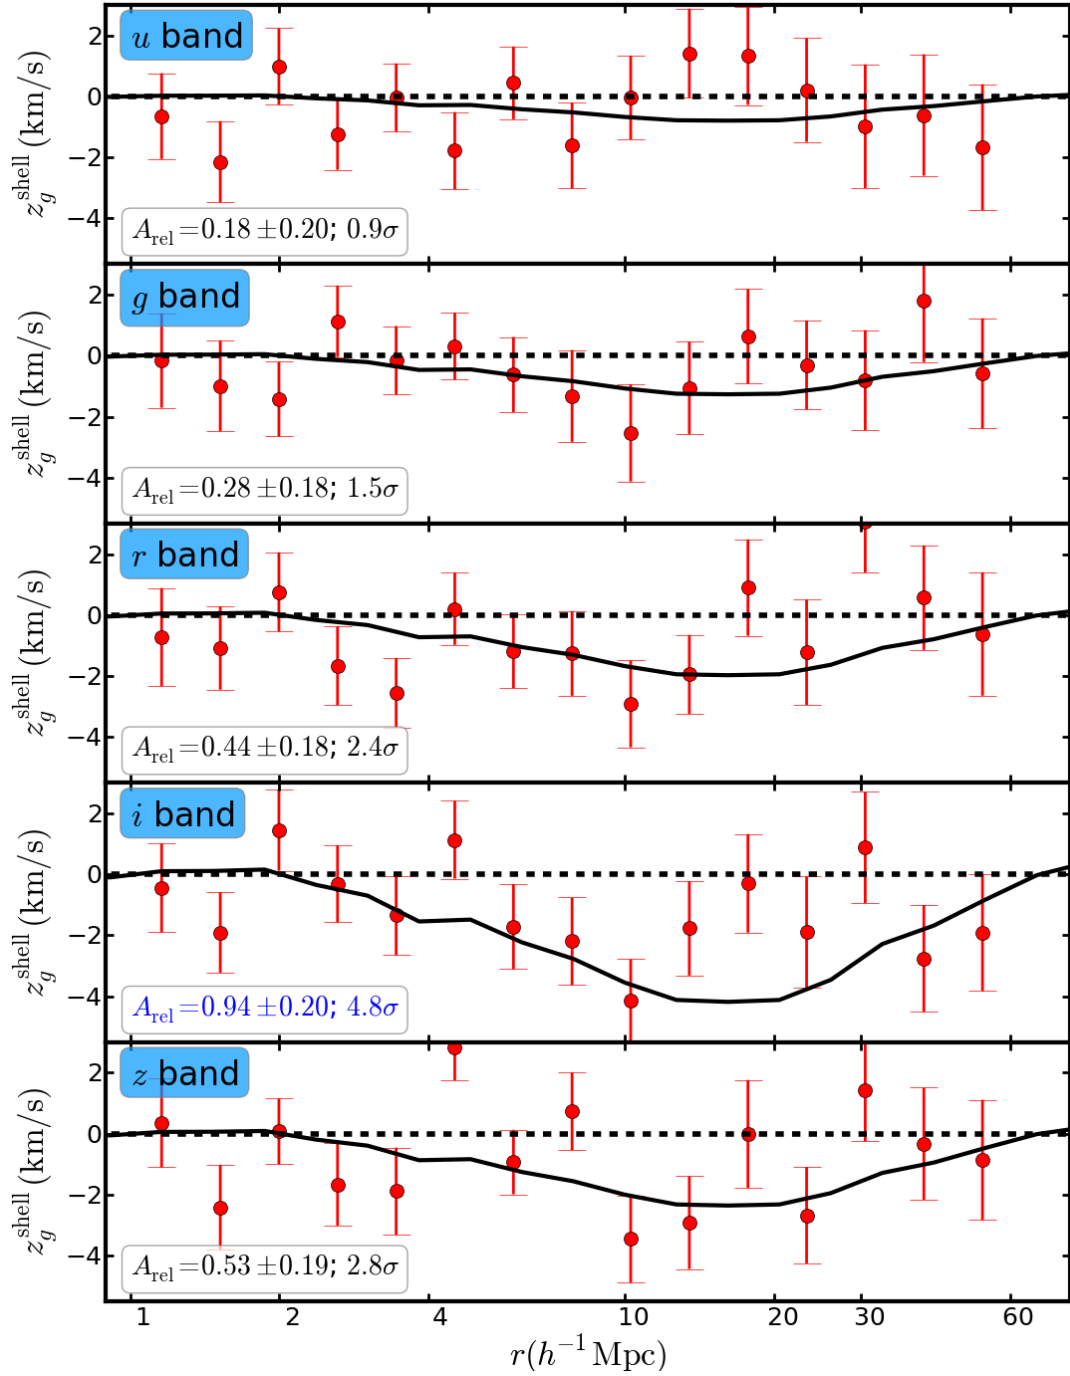 u band
2
0
−2
−4
z_g^shell (km/s)
A_rel=0.18 ±0.20; 0.9σ
g band
2
0
−2
−4
z_g^shell (km/s)
A_rel=0.28 ±0.18; 1.5σ
r band
2
0
−2
−4
z_g^shell (km/s)
A_rel=0.44 ±0.18; 2.4σ
i band
2
0
−2
−4
z_g^shell (km/s)
A_rel=0.94 ±0.20; 4.8σ
z band
2
0
−2
−4
z_g^shell (km/s)
A_rel=0.53 ±0.19; 2.8σ
1 2 4 10 20 30 60
r(h⁻¹ Mpc)